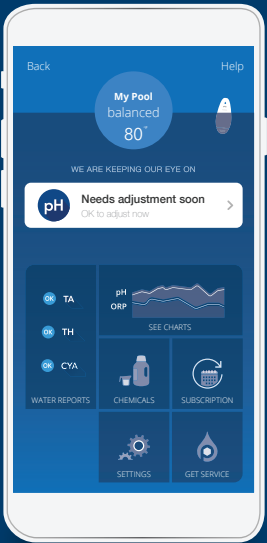 Back
Help
My Pool
balanced
80°
WE ARE KEEPING OUR EYE ON
pH
Needs adjustment soon
OK to adjust now
pH
ORP
SEE CHARTS
OK TA
OK TH
OK CYA
WATER REPORTS
CHEMICALS
SUBSCRIPTION
SETTINGS
GET SERVICE